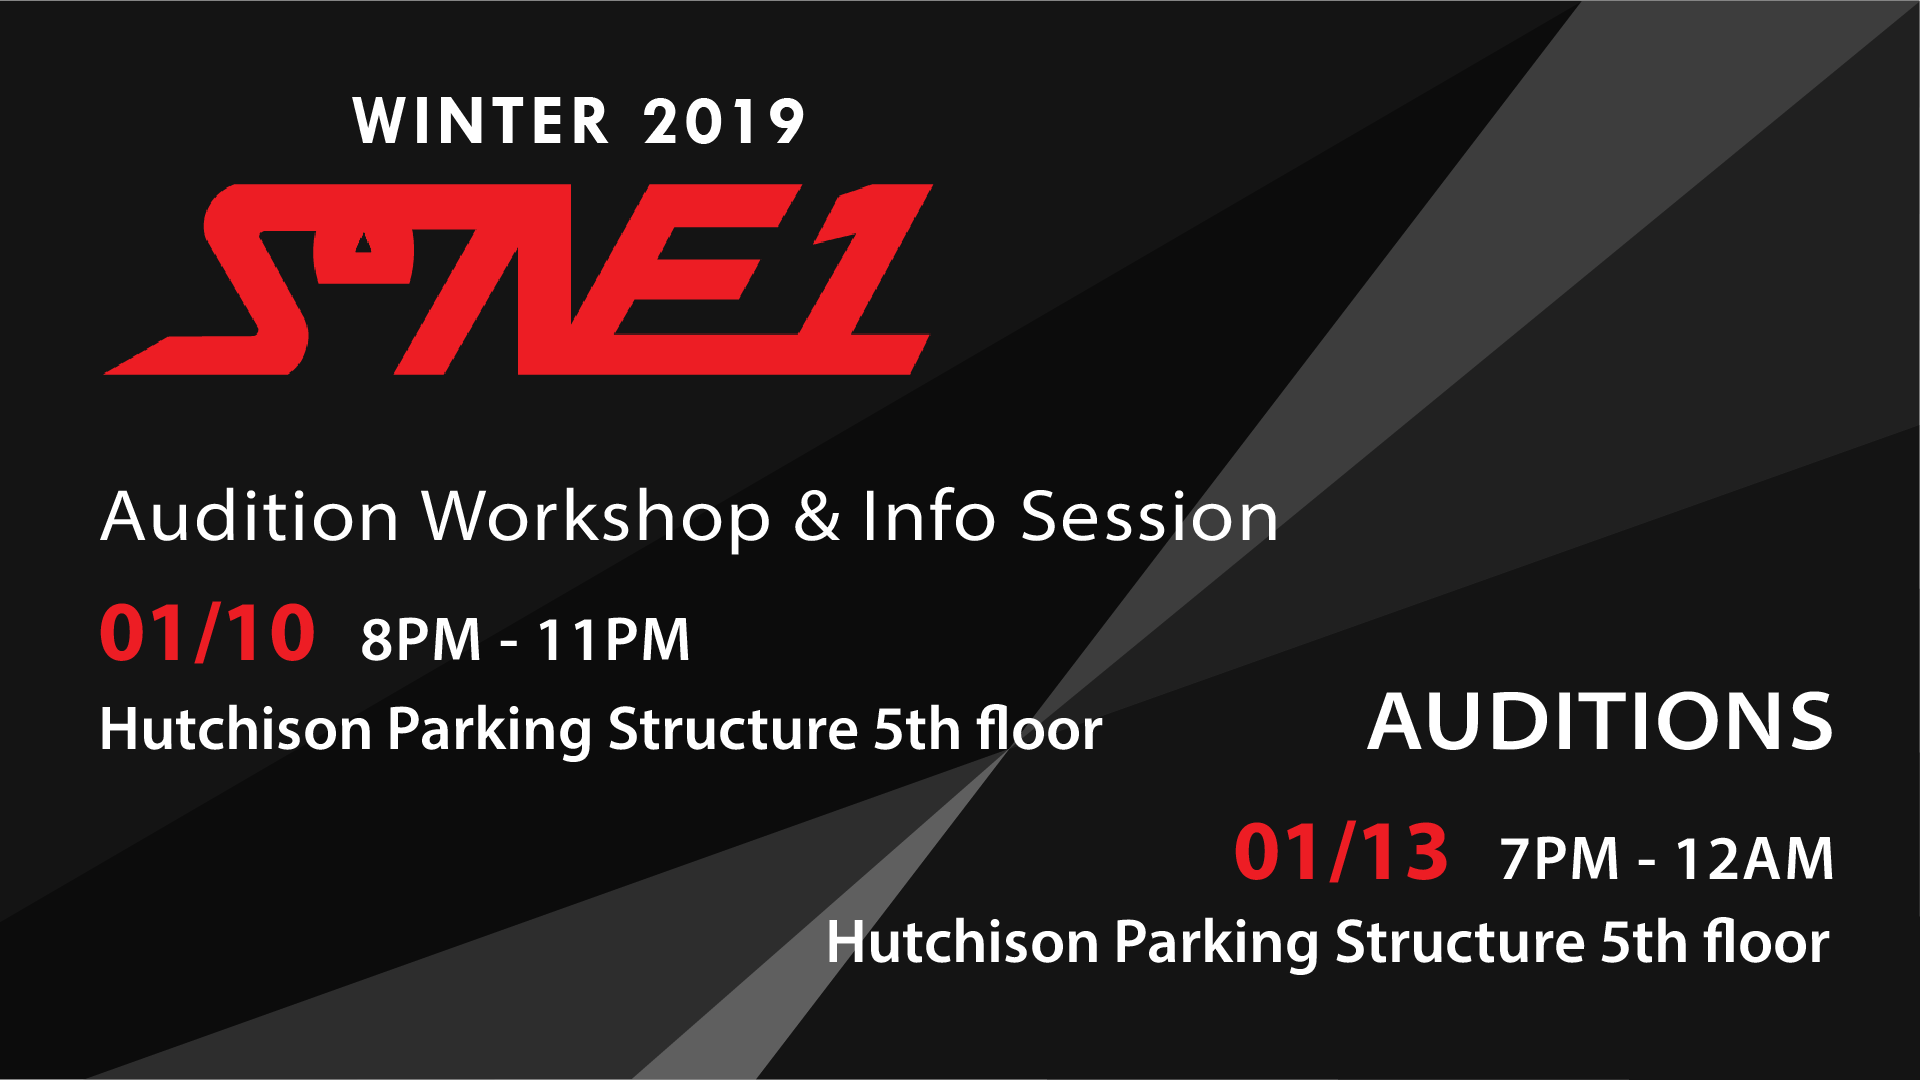 WINTER 2019
SONE1
Audition Workshop & Info Session
01/10 8PM - 11PM
Hutchison Parking Structure 5th floor
AUDITIONS
01/13 7PM - 12AM
Hutchison Parking Structure 5th floor